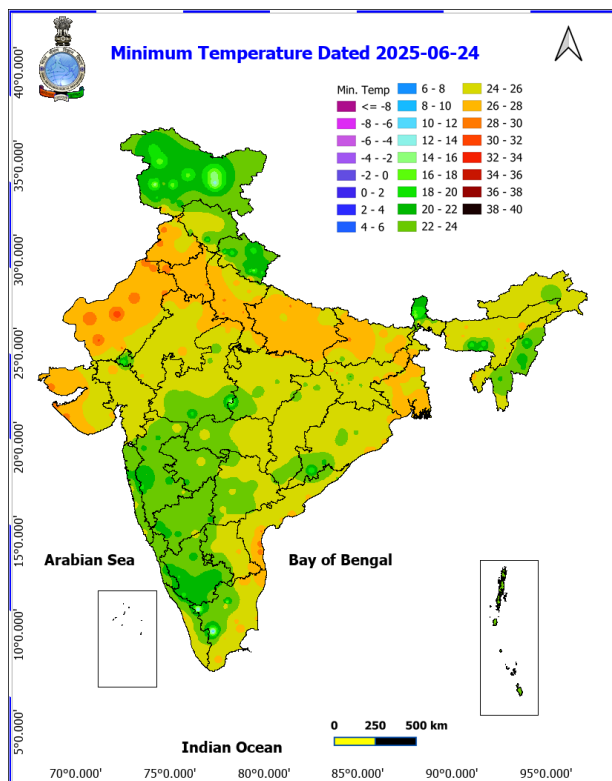 Minimum Temperature Dated 2025-06-24
Min. Temp
<= -8
-8 - -6
-6 - -4
-4 - -2
-2 - 0
0 - 2
2 - 4
4 - 6
6 - 8
8 - 10
10 - 12
12 - 14
14 - 16
16 - 18
18 - 20
20 - 22
22 - 24
24 - 26
26 - 28
28 - 30
30 - 32
32 - 34
34 - 36
36 - 38
38 - 40
40°0.000'
35°0.000'
30°0.000'
25°0.000'
20°0.000'
15°0.000'
10°0.000'
5°0.000'
Arabian Sea
Bay of Bengal
Indian Ocean
0 250 500 km
70°0.000' 75°0.000' 80°0.000' 85°0.000' 90°0.000' 95°0.000'